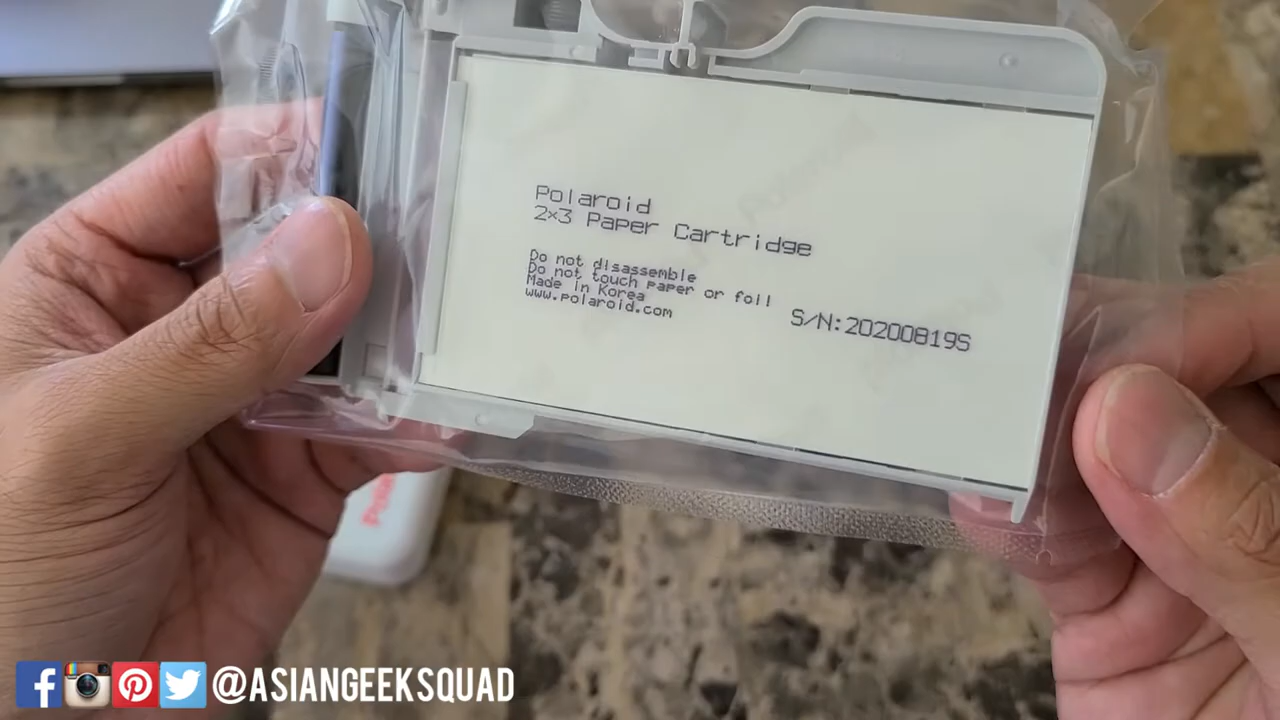 Polaroid
2×3 Paper Cartridge
Do not disassemble
Do not touch paper or foil
Made in Korea
www.polaroid.com
S/N:20200819S
@ASIANGEEKSQUAD